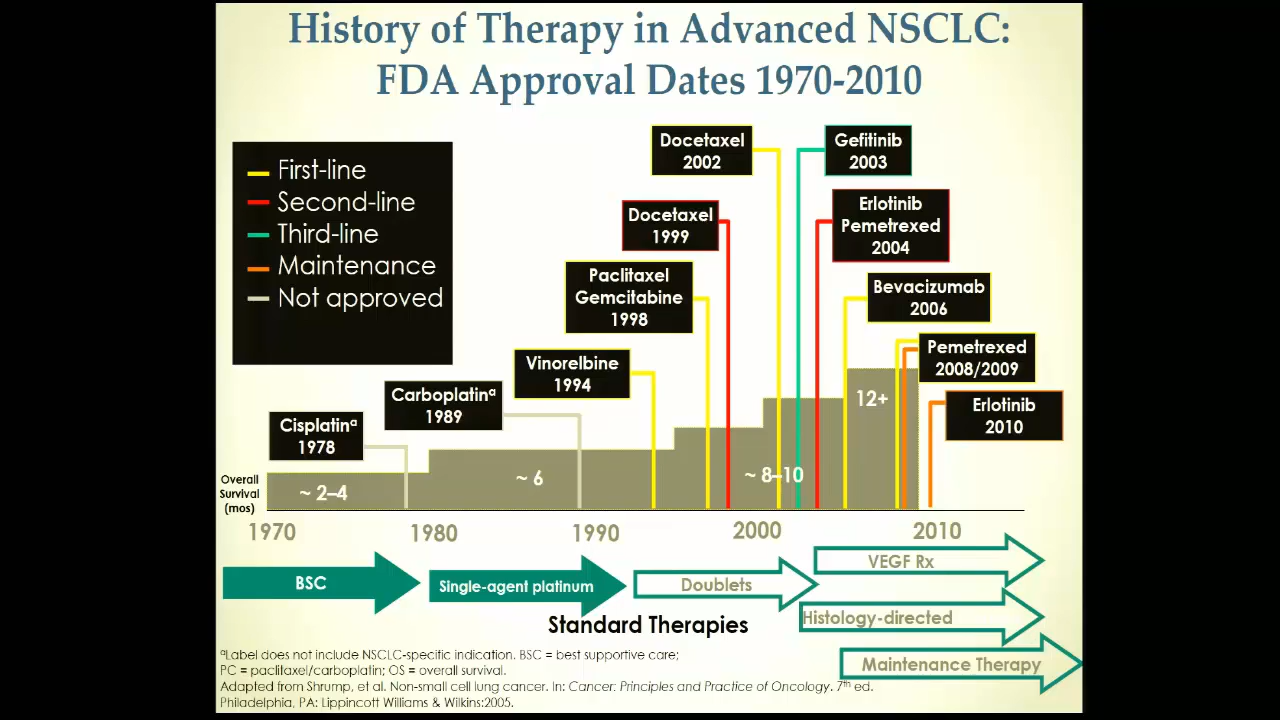 History of Therapy in Advanced NSCLC:
FDA Approval Dates 1970-2010
First-line
Second-line
Third-line
Maintenance
Not approved
Docetaxel
2002
Gefitinib
2003
Docetaxel
1999
Erlotinib
Pemetrexed
2004
Paclitaxel
Gemcitabine
1998
Bevacizumab
2006
Vinorelbine
1994
Pemetrexed
2008/2009
Carboplatinᵃ
1989
Erlotinib
2010
Cisplatinᵃ
1978
12+
Overall
Survival
(mos)
~ 2–4
~ 6
~ 8–10
1970 1980 1990 2000 2010
BSC
Single-agent platinum
Doublets
VEGF Rx
Histology-directed
Standard Therapies
Maintenance Therapy
ᵃLabel does not include NSCLC-specific indication. BSC = best supportive care;
PC = paclitaxel/carboplatin; OS = overall survival.
Adapted from Shrump, et al. Non-small cell lung cancer. In: Cancer: Principles and Practice of Oncology. 7th ed.
Philadelphia, PA: Lippincott Williams & Wilkins:2005.